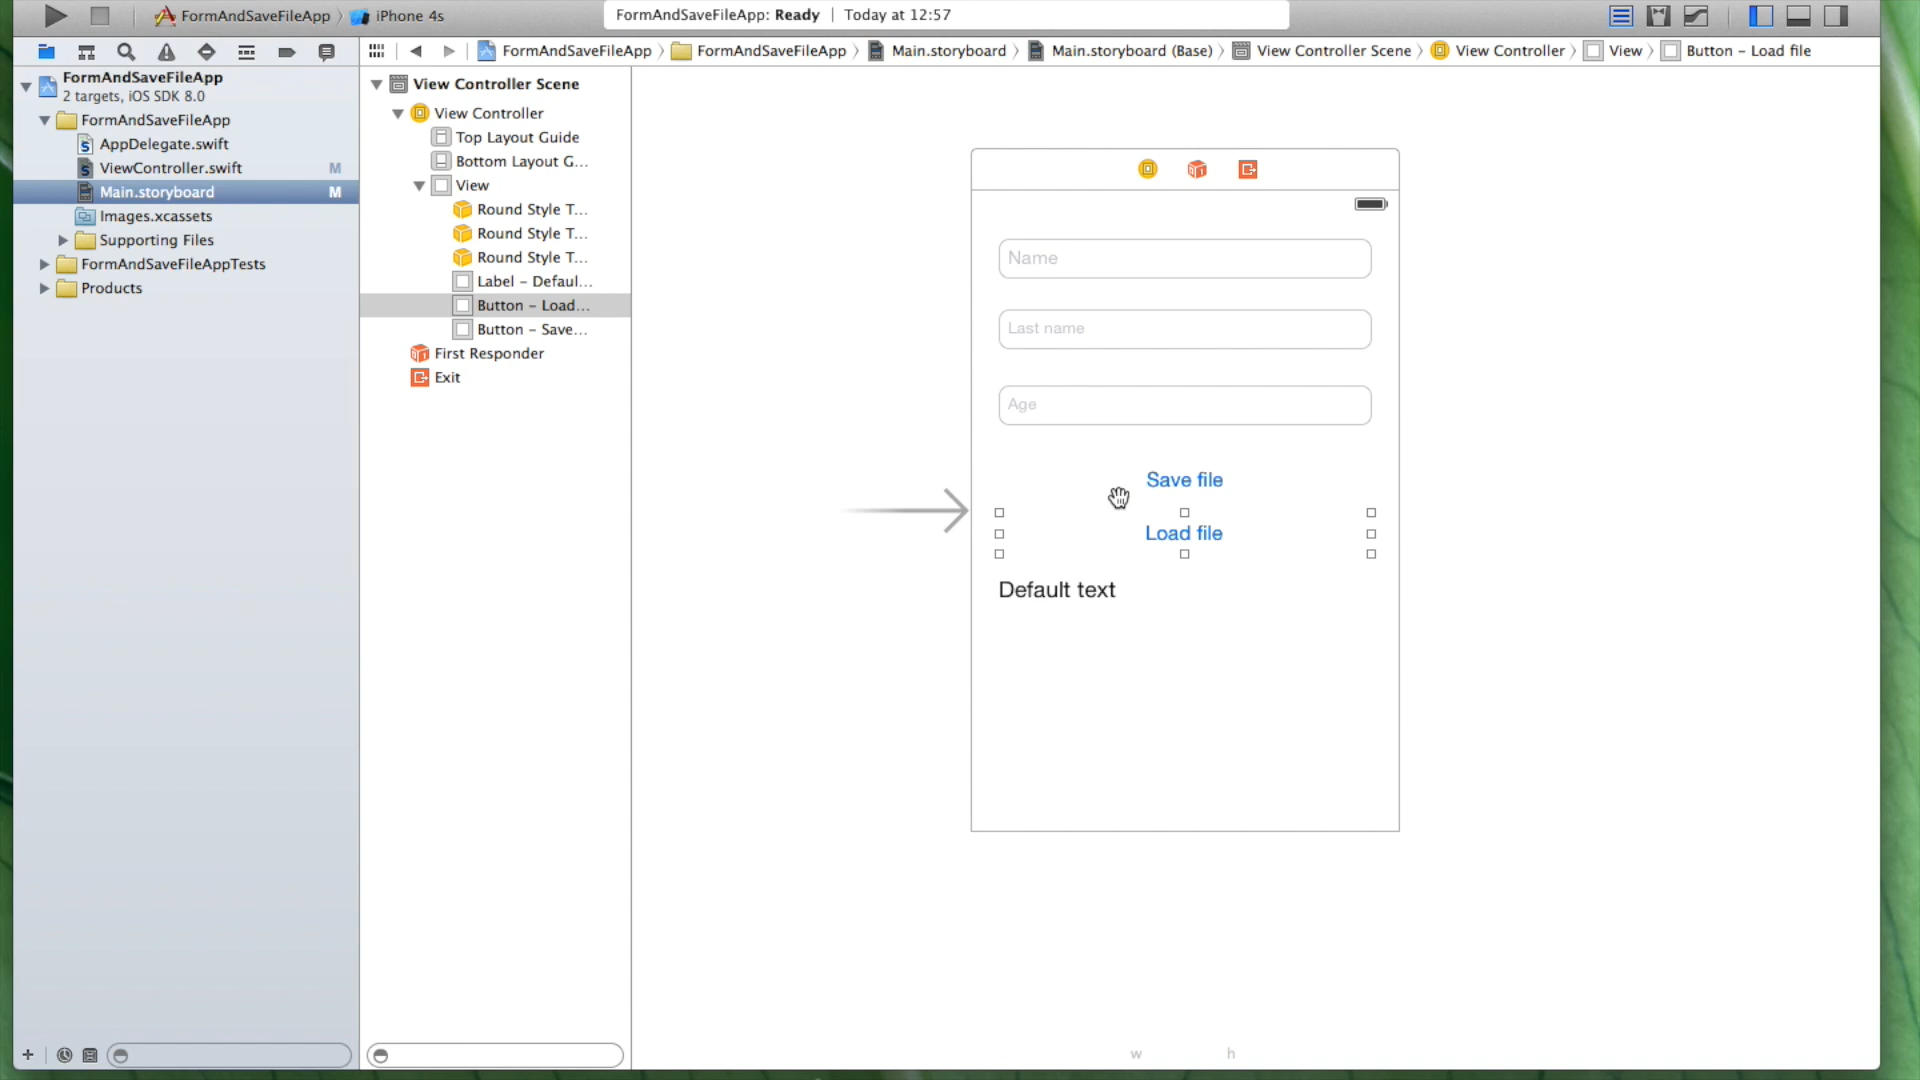 FormAndSaveFileApp iPhone 4s
FormAndSaveFileApp: Ready | Today at 12:57
FormAndSaveFileApp FormAndSaveFileApp Main.storyboard Main.storyboard (Base) View Controller Scene View Controller View Button – Load file
FormAndSaveFileApp
2 targets, iOS SDK 8.0
FormAndSaveFileApp
AppDelegate.swift
ViewController.swift M
Main.storyboard M
Images.xcassets
Supporting Files
FormAndSaveFileAppTests
Products
View Controller Scene
View Controller
Top Layout Guide
Bottom Layout G...
View
Round Style T...
Round Style T...
Round Style T...
Label – Defaul...
Button – Load...
Button – Save...
First Responder
Exit
Name
Last name
Age
Save file
Load file
Default text
w h